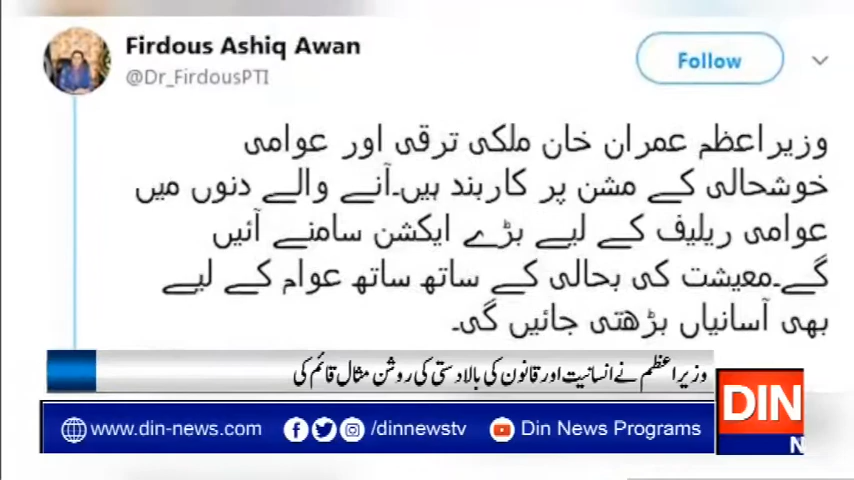 Firdous Ashiq Awan
@Dr_FirdousPTI
Follow
وزیراعظم عمران خان ملکی ترقی اور عوامی
خوشحالی کے مشن پر کاربند ہیں۔آنے والے دنوں میں
عوامی ریلیف کے لیے بڑے ایکشن سامنے آئیں
گے۔معیشت کی بحالی کے ساتھ ساتھ عوام کے لیے
بھی آسانیاں بڑھتی جائیں گی۔
وزیراعظم نے انسانیت اور قانون کی بالادستی کی روشن مثال قائم کی
www.din-news.com /dinnewstv Din News Programs
DIN
N